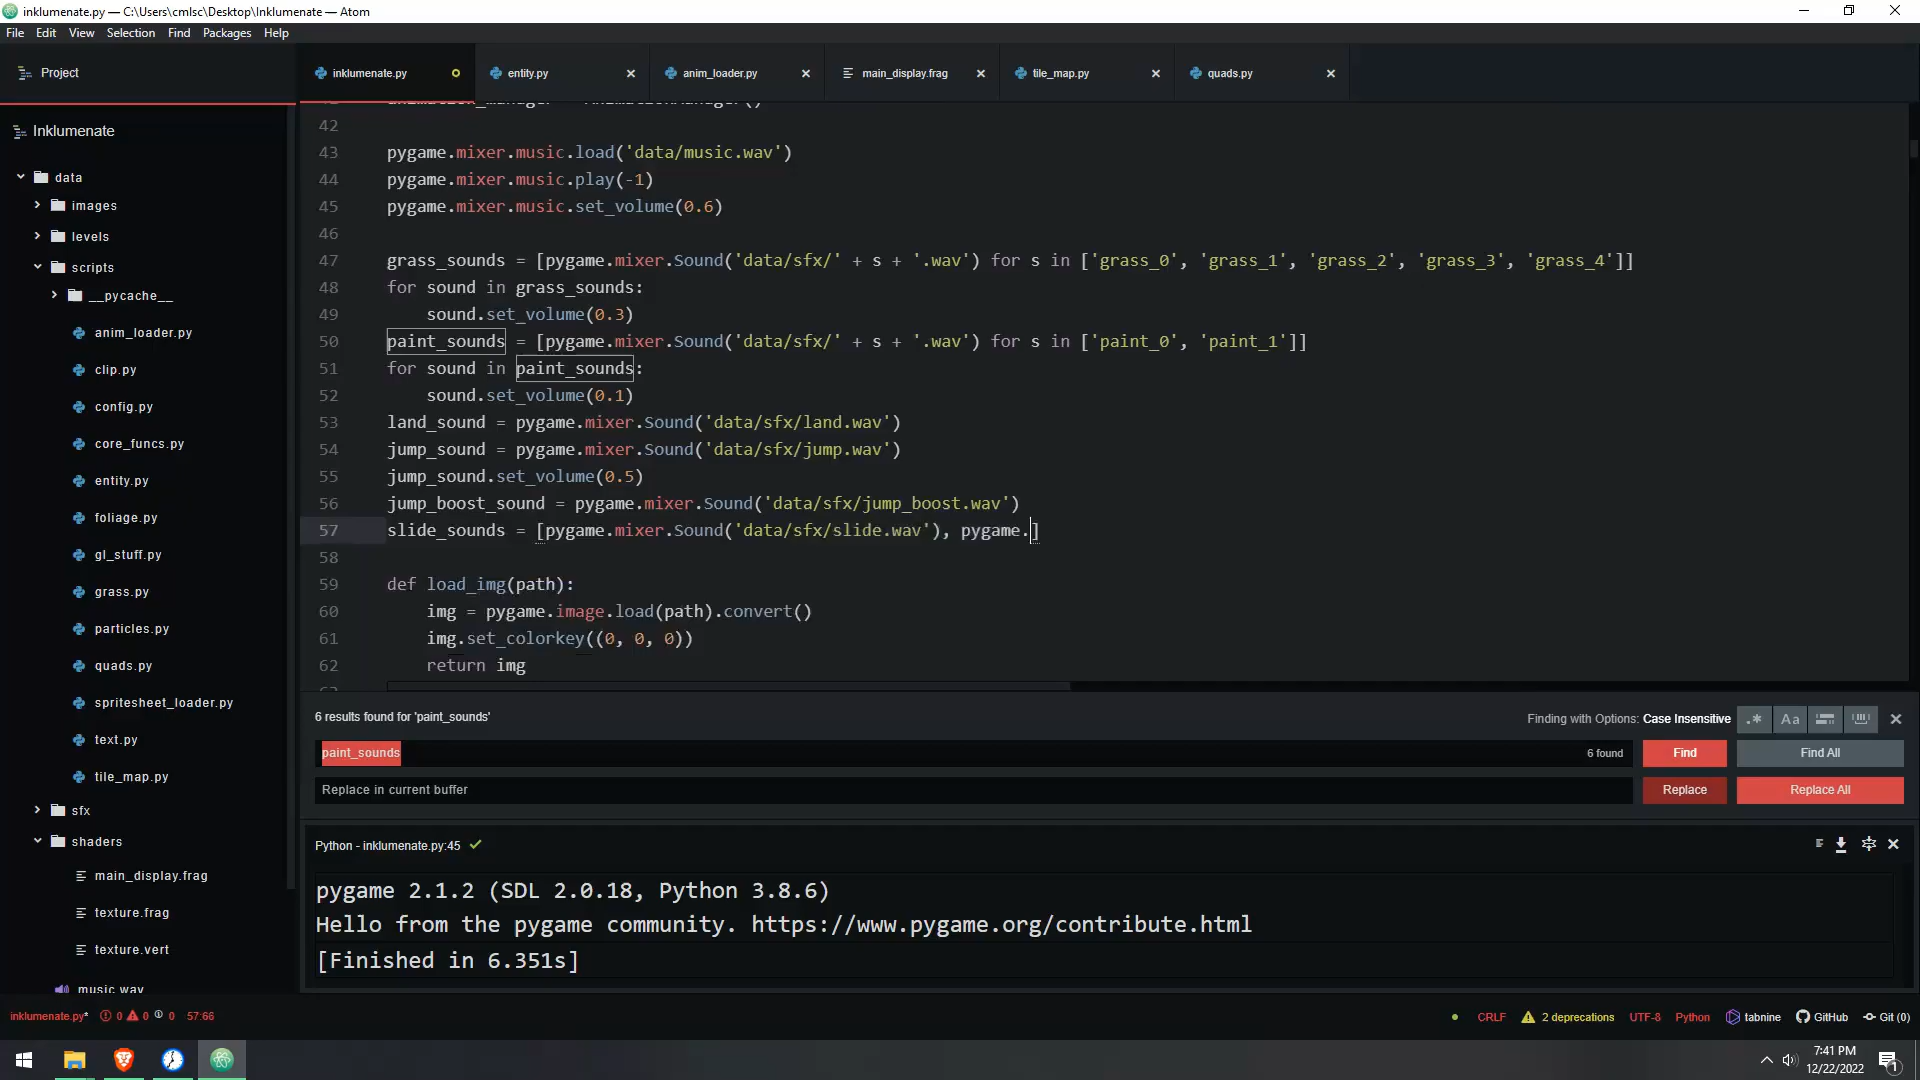 inklumenate.py — C:\Users\cmlsc\Desktop\Inklumenate — Atom
File Edit View Selection Find Packages Help
Project
inklumenate.py entity.py anim_loader.py main_display.frag tile_map.py quads.py
Inklumenate
data
images
levels
scripts
__pycache__
anim_loader.py
clip.py
config.py
core_funcs.py
entity.py
foliage.py
gl_stuff.py
grass.py
particles.py
quads.py
spritesheet_loader.py
text.py
tile_map.py
sfx
shaders
main_display.frag
texture.frag
texture.vert
music.wav
42
43 pygame.mixer.music.load('data/music.wav')
44 pygame.mixer.music.play(-1)
45 pygame.mixer.music.set_volume(0.6)
46
47 grass_sounds = [pygame.mixer.Sound('data/sfx/' + s + '.wav') for s in ['grass_0', 'grass_1', 'grass_2', 'grass_3', 'grass_4']]
48 for sound in grass_sounds:
49 sound.set_volume(0.3)
50 paint_sounds = [pygame.mixer.Sound('data/sfx/' + s + '.wav') for s in ['paint_0', 'paint_1']]
51 for sound in paint_sounds:
52 sound.set_volume(0.1)
53 land_sound = pygame.mixer.Sound('data/sfx/land.wav')
54 jump_sound = pygame.mixer.Sound('data/sfx/jump.wav')
55 jump_sound.set_volume(0.5)
56 jump_boost_sound = pygame.mixer.Sound('data/sfx/jump_boost.wav')
57 slide_sounds = [pygame.mixer.Sound('data/sfx/slide.wav'), pygame.]
58
59 def load_img(path):
60 img = pygame.image.load(path).convert()
61 img.set_colorkey((0, 0, 0))
62 return img
6 results found for 'paint_sounds'
Finding with Options: Case Insensitive
.* Aa
paint_sounds 6 found Find Find All
Replace in current buffer Replace Replace All
Python - inklumenate.py:45
pygame 2.1.2 (SDL 2.0.18, Python 3.8.6)
Hello from the pygame community. https://www.pygame.org/contribute.html
[Finished in 6.351s]
inklumenate.py* 0 0 0 57:66
CRLF 2 deprecations UTF-8 Python tabnine GitHub Git (0)
7:41 PM
12/22/2022
1